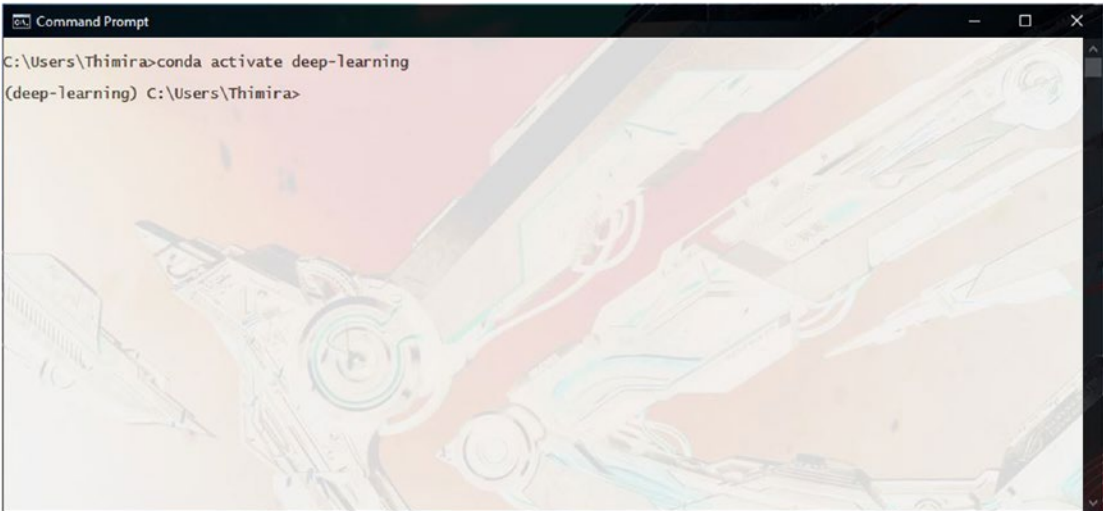 Command Prompt
C:\Users\Thimira>conda activate deep-learning
(deep-learning) C:\Users\Thimira>